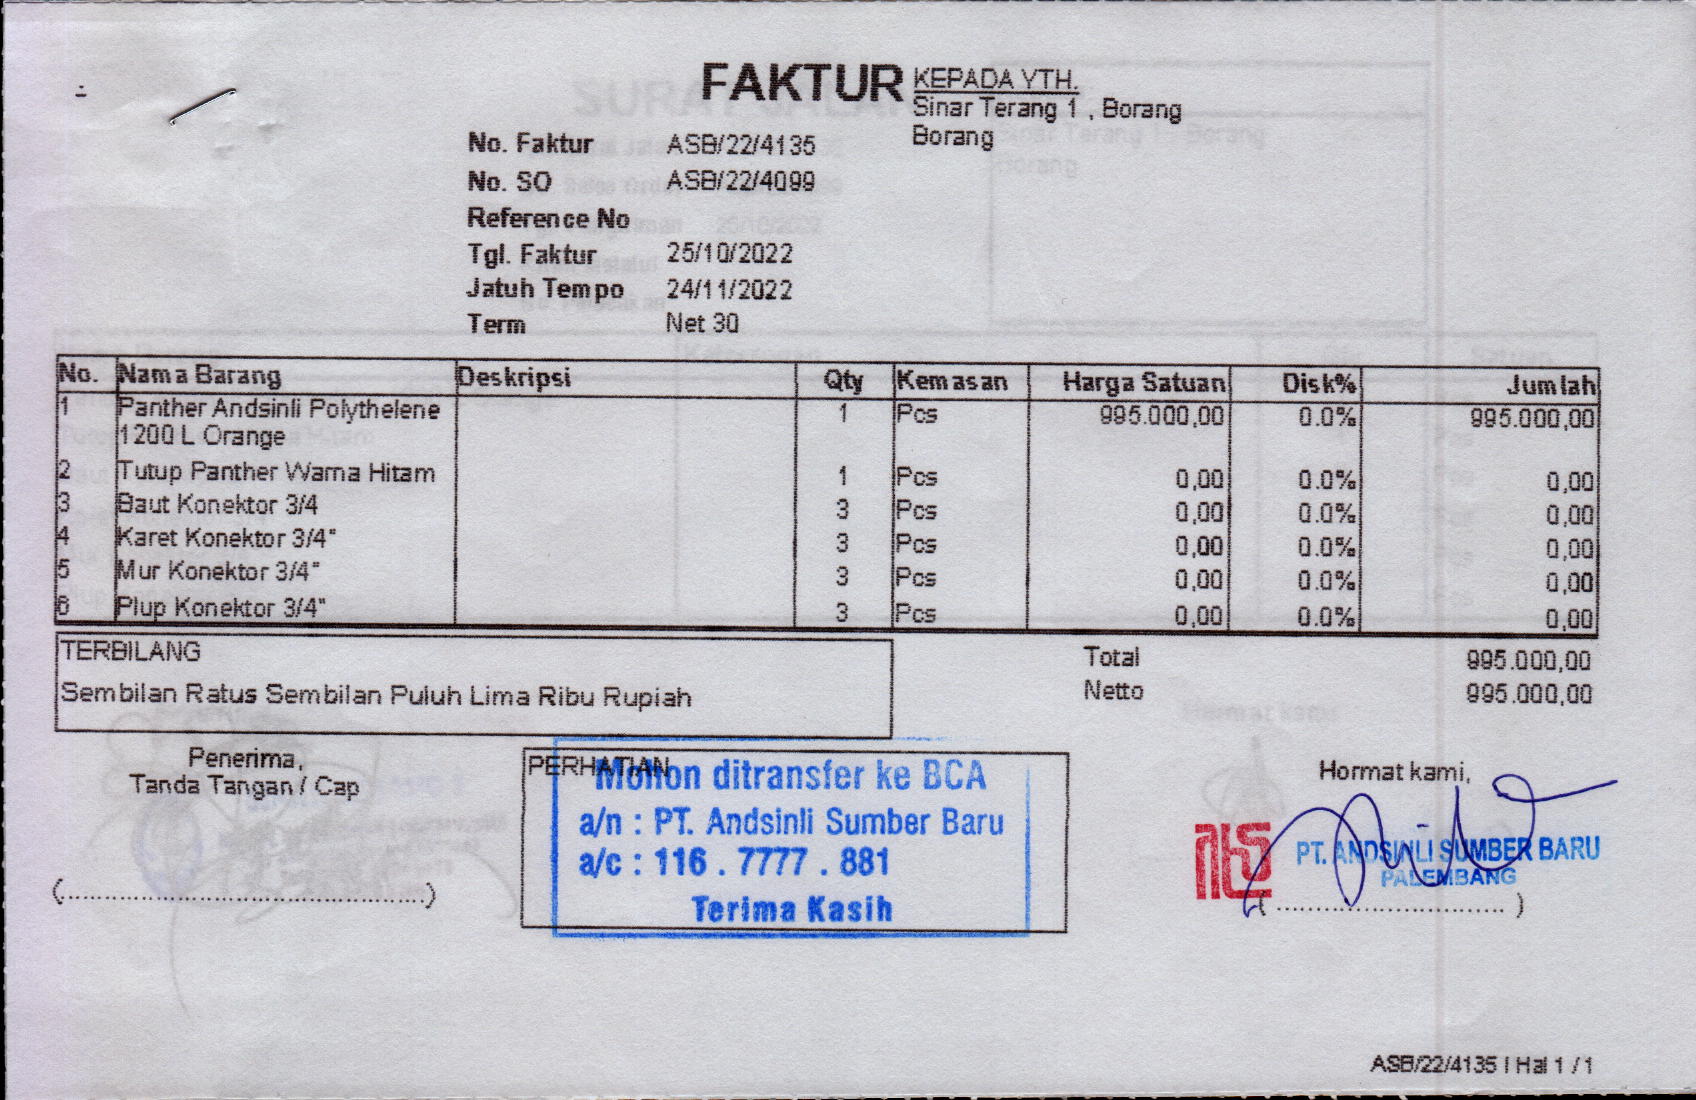 FAKTUR
KEPADA YTH.
Sinar Terang 1 , Borang
Borang
No. Faktur ASB/22/4135
No. SO ASB/22/4099
Reference No
Tgl. Faktur 25/10/2022
Jatuh Tempo 24/11/2022
Term Net 30
No. Nama Barang Deskripsi Qty Kemasan Harga Satuan Disk% Jumlah
1 Panther Andsinli Polythelene 1 Pcs 995.000,00 0.0% 995.000,00
1200 L Orange
2 Tutup Panther Warna Hitam 1 Pcs 0,00 0.0% 0,00
3 Baut Konektor 3/4 3 Pcs 0,00 0.0% 0,00
4 Karet Konektor 3/4" 3 Pcs 0,00 0.0% 0,00
5 Mur Konektor 3/4" 3 Pcs 0,00 0.0% 0,00
6 Plup Konektor 3/4" 3 Pcs 0,00 0.0% 0,00
TERBILANG
Sembilan Ratus Sembilan Puluh Lima Ribu Rupiah
Total 995.000,00
Netto 995.000,00
Penerima,
Tanda Tangan / Cap
(................................................)
PERHATIAN
Mohon ditransfer ke BCA
a/n : PT. Andsinli Sumber Baru
a/c : 116 . 7777 . 881
Terima Kasih
Hormat kami,
PT. ANDSINLI SUMBER BARU
PALEMBANG
( .............................. )
ASB/22/4135 | Hal 1 / 1